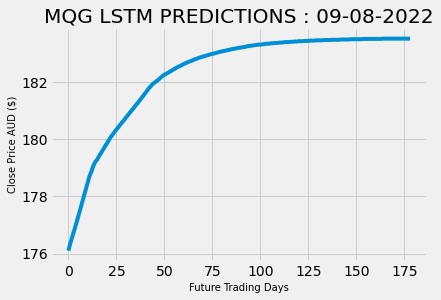 MQG LSTM PREDICTIONS : 09-08-2022
Close Price AUD ($)
182
180
178
176
0 25 50 75 100 125 150 175
Future Trading Days